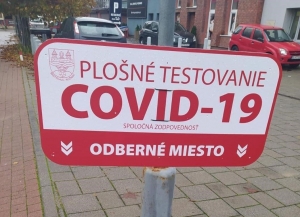 PLOŠNÉ TESTOVANIE
COVID-19
SPOLOČNÁ ZODPOVEDNOSŤ
ODBERNÉ MIESTO